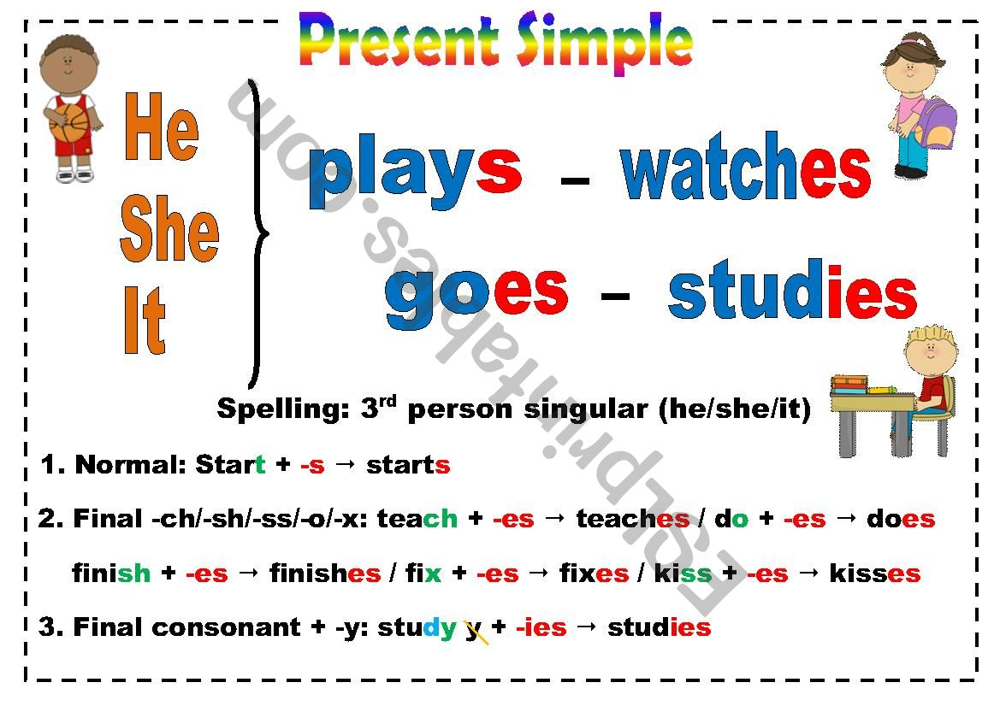 Present Simple
He
She
It
plays – watches
goes – studies
Spelling: 3rd person singular (he/she/it)
1. Normal: Start + -s → starts
2. Final -ch/-sh/-ss/-o/-x: teach + -es → teaches / do + -es → does
finish + -es → finishes / fix + -es → fixes / kiss + -es → kisses
3. Final consonant + -y: study y + -ies → studies
ESLprintables.com